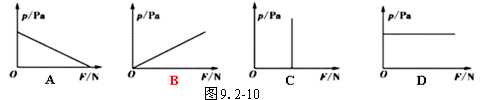 p/Pa p/Pa p/Pa p/Pa
O F/N O F/N O F/N O F/N
A B C D
图9.2-10